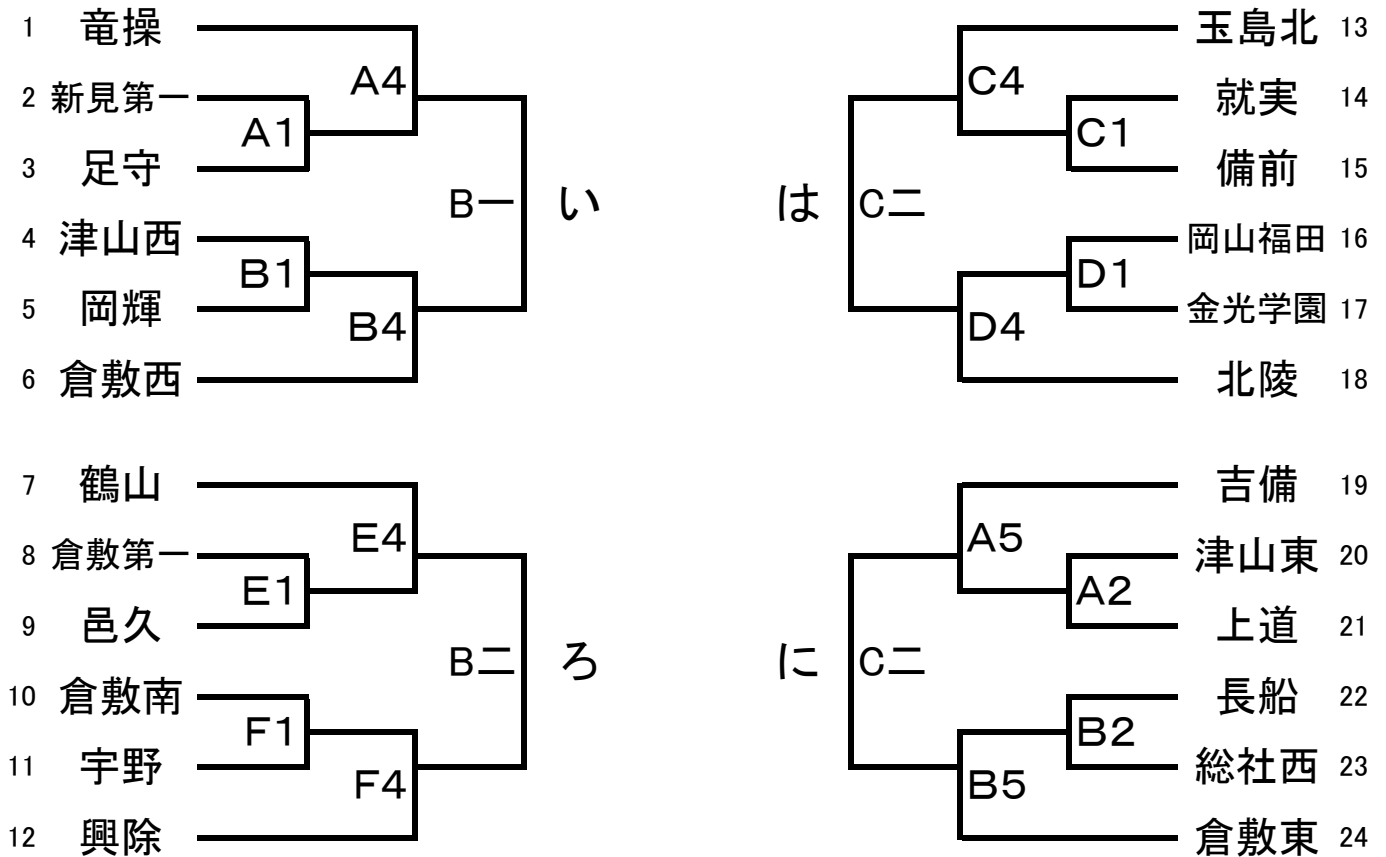 1 竜操
A4
2 新見第一
A1
3 足守
B一 い
4 津山西
B1
5 岡輝
B4
6 倉敷西
7 鶴山
E4
8 倉敷第一
E1
9 邑久
B二 ろ
10 倉敷南
F1
11 宇野
F4
12 興除
玉島北 13
C4
就実 14
C1
備前 15
は C二
岡山福田 16
D1
金光学園 17
D4
北陵 18
吉備 19
A5
津山東 20
A2
上道 21
に C二
長船 22
B2
総社西 23
B5
倉敷東 24